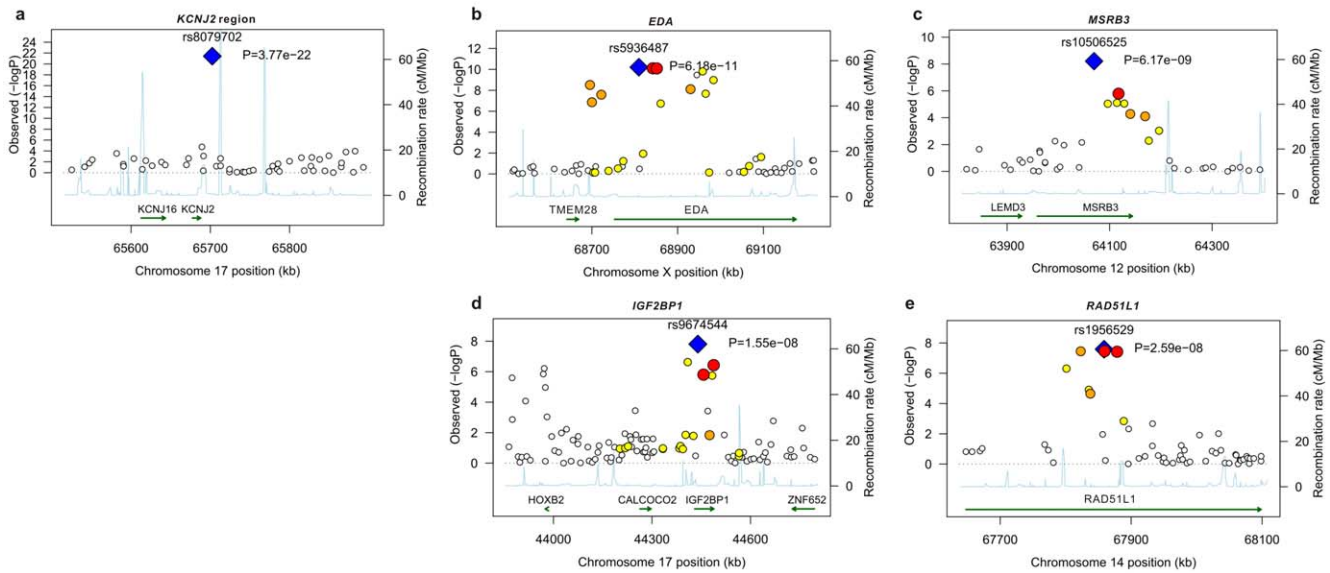 a
KCNJ2 region
rs8079702
P=3.77e−22
Observed (−logP)
24
22
20
18
16
14
12
10
8
6
4
2
0
60
40
20
0
Recombination rate (cM/Mb)
KCNJ16
KCNJ2
65600
65700
65800
Chromosome 17 position (kb)
b
EDA
rs5936487
P=6.18e−11
Observed (−logP)
12
10
8
6
4
2
0
60
40
20
0
Recombination rate (cM/Mb)
TMEM28
EDA
68700
68900
69100
Chromosome X position (kb)
c
MSRB3
rs10506525
P=6.17e−09
Observed (−logP)
10
8
6
4
2
0
60
40
20
0
Recombination rate (cM/Mb)
LEMD3
MSRB3
63900
64100
64300
Chromosome 12 position (kb)
d
IGF2BP1
rs9674544
P=1.55e−08
Observed (−logP)
8
6
4
2
0
60
40
20
0
Recombination rate (cM/Mb)
HOXB2
CALCOCO2
IGF2BP1
ZNF652
44000
44300
44600
Chromosome 17 position (kb)
e
RAD51L1
rs1956529
P=2.59e−08
Observed (−logP)
8
6
4
2
0
60
40
20
0
Recombination rate (cM/Mb)
RAD51L1
67700
67900
68100
Chromosome 14 position (kb)